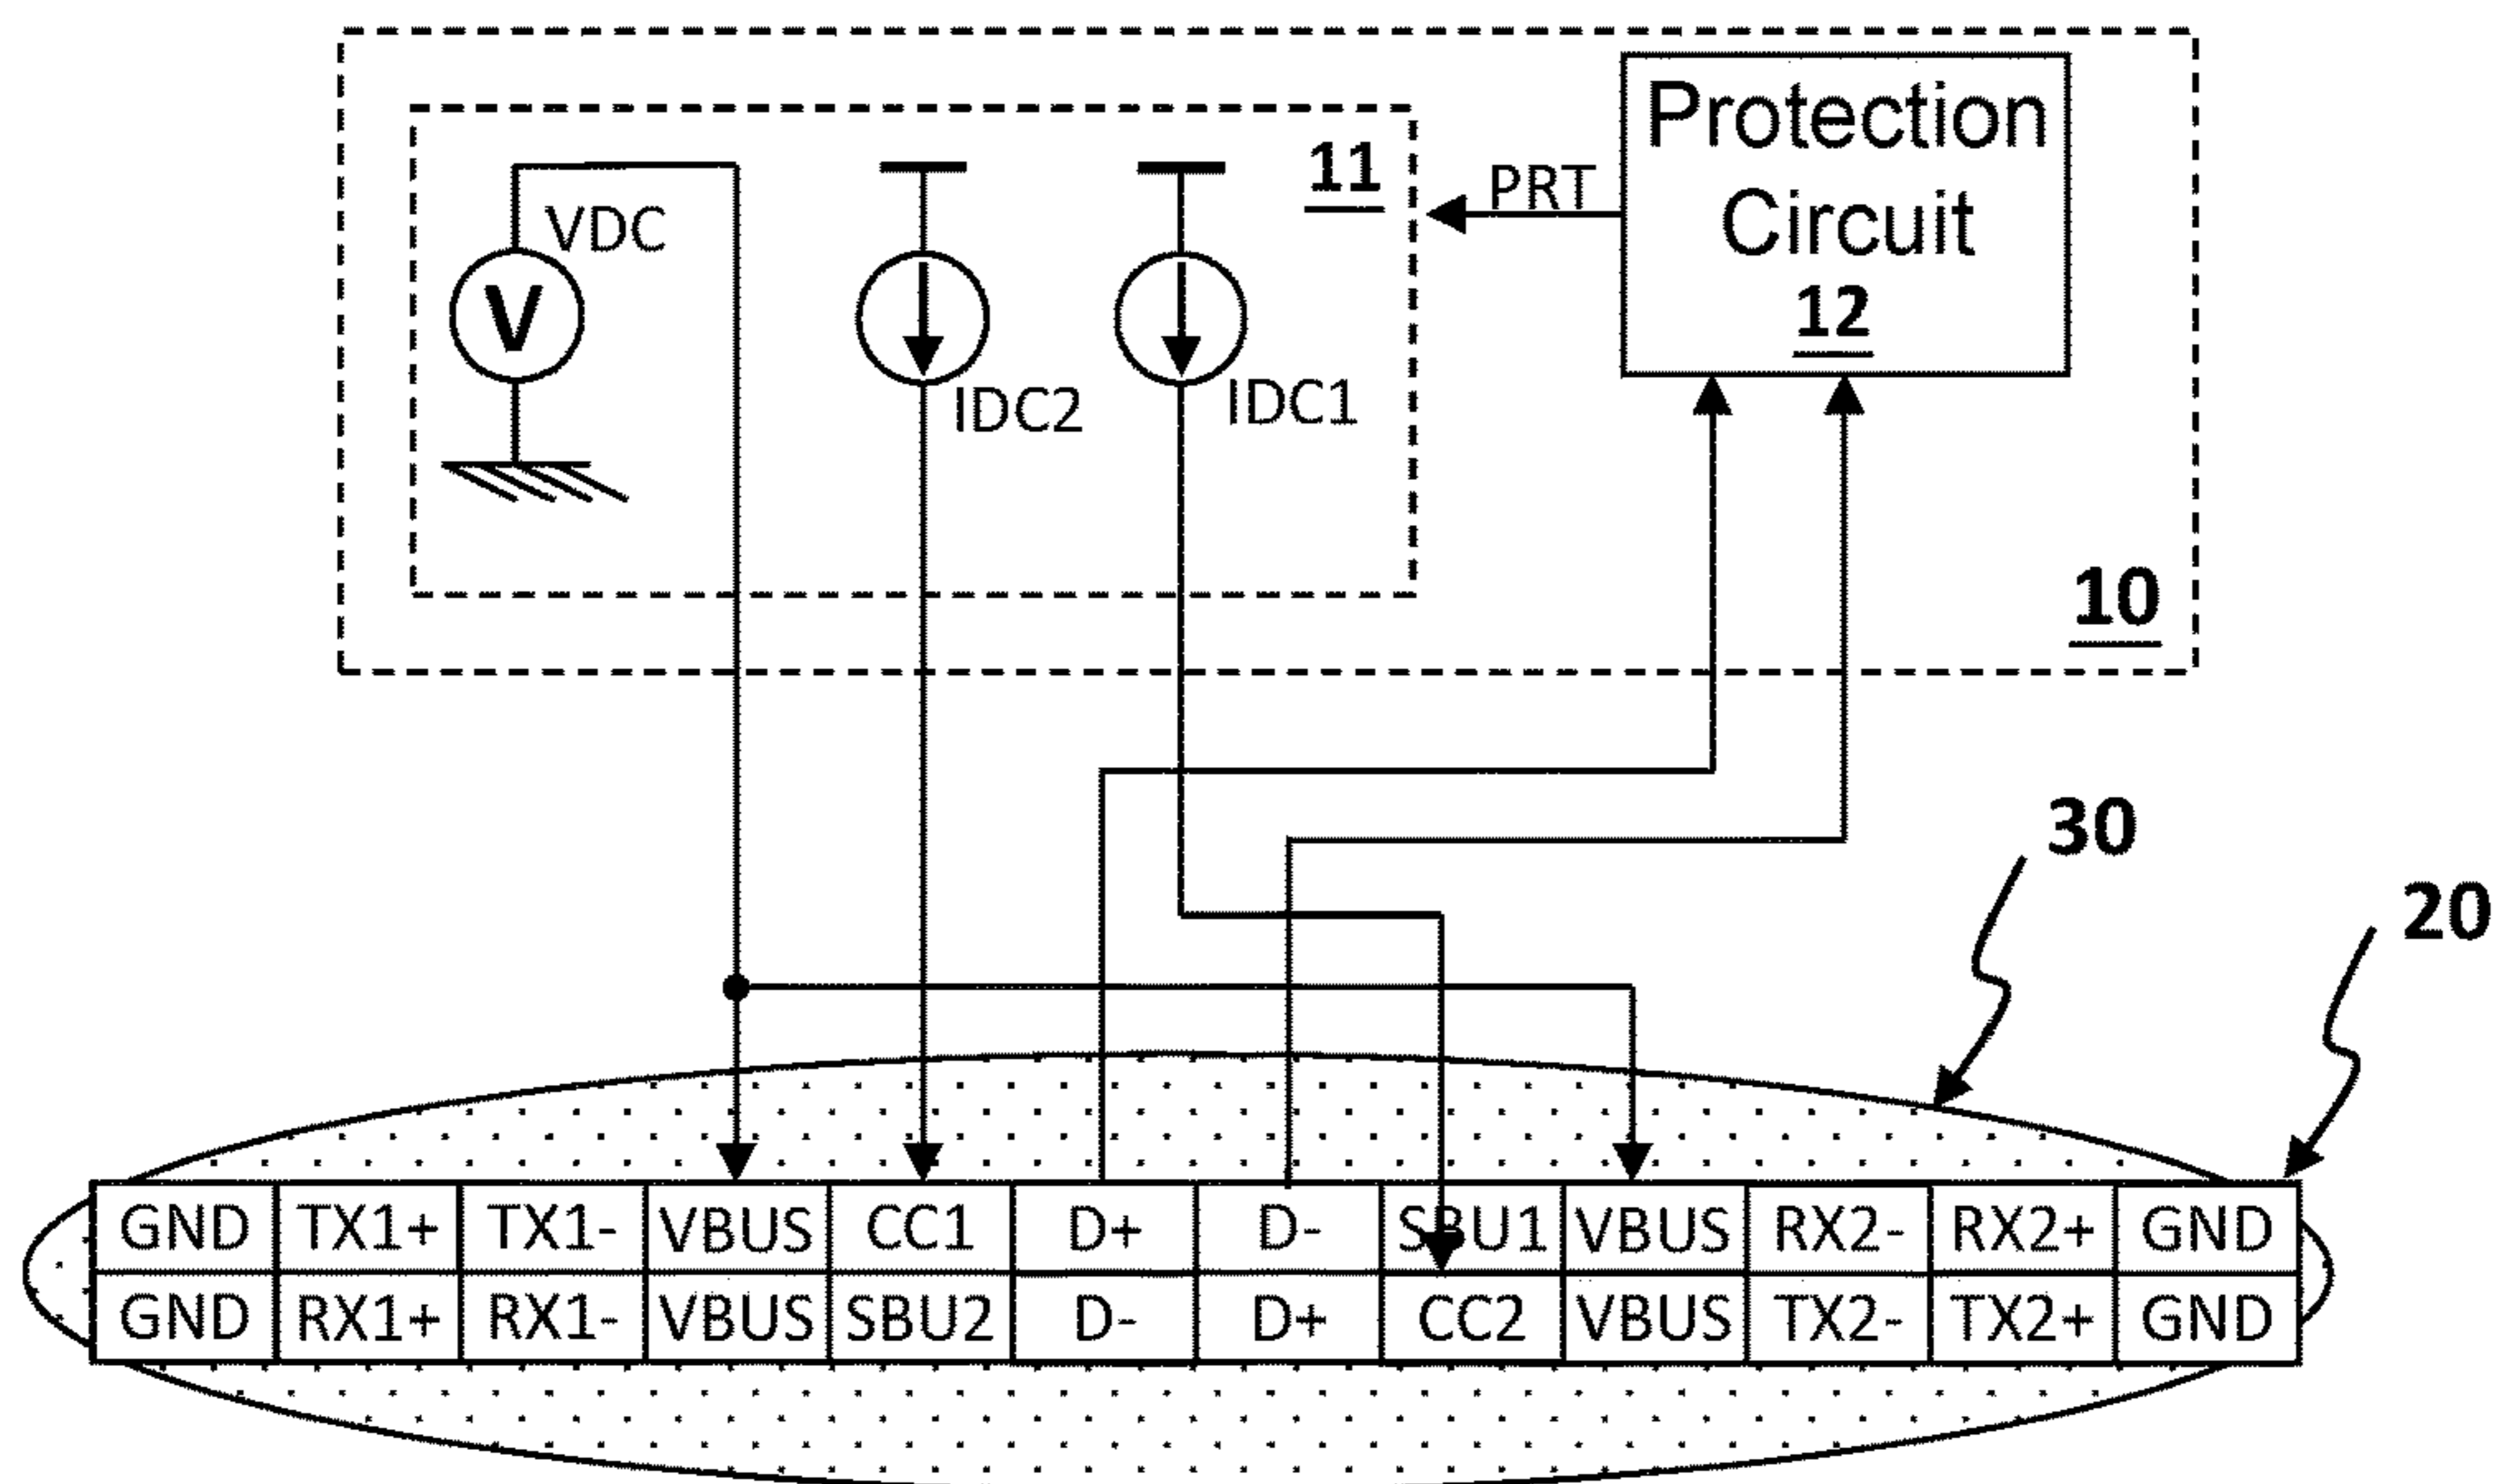 Protection
Circuit
12
11
PRT
VDC
V
IDC2
IDC1
10
30
20
GND TX1+ TX1- VBUS CC1 D+ D- SBU1 VBUS RX2- RX2+ GND
GND RX1+ RX1- VBUS SBU2 D- D+ CC2 VBUS TX2- TX2+ GND